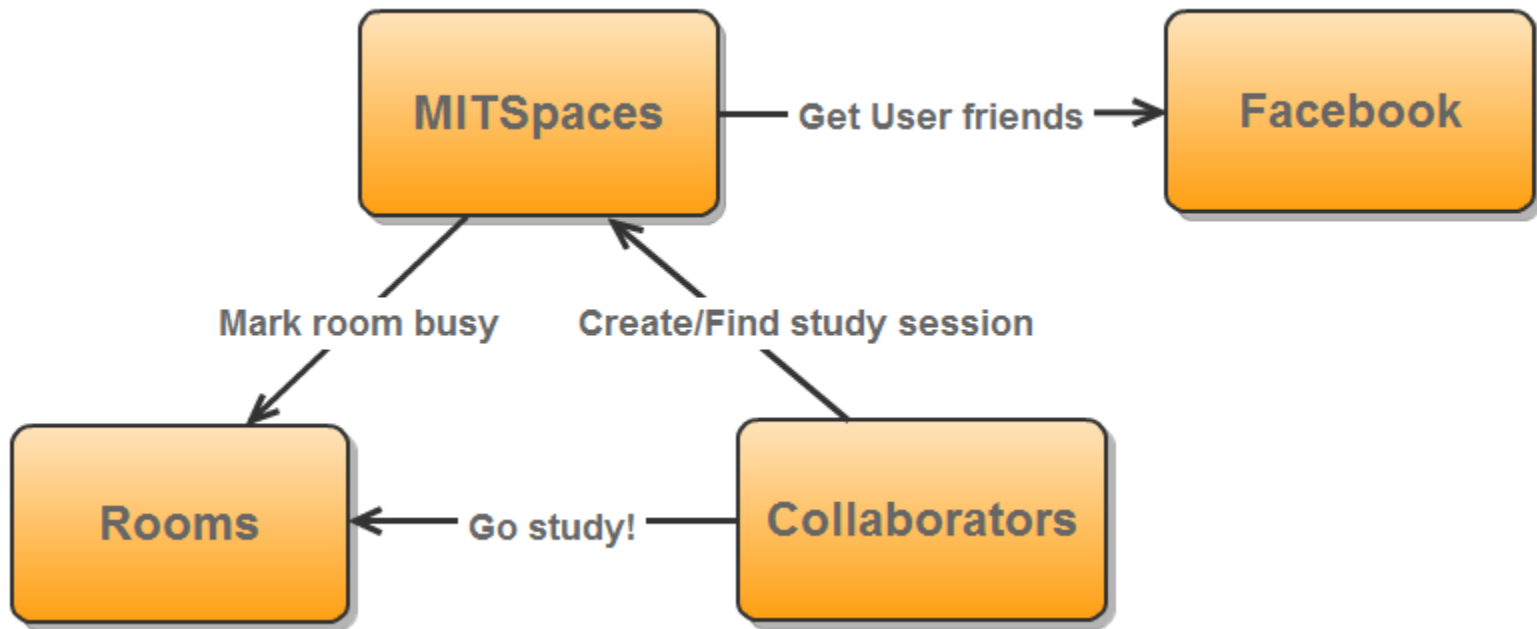 MITSpaces
Get User friends
Facebook
Mark room busy
Create/Find study session
Rooms
Go study!
Collaborators